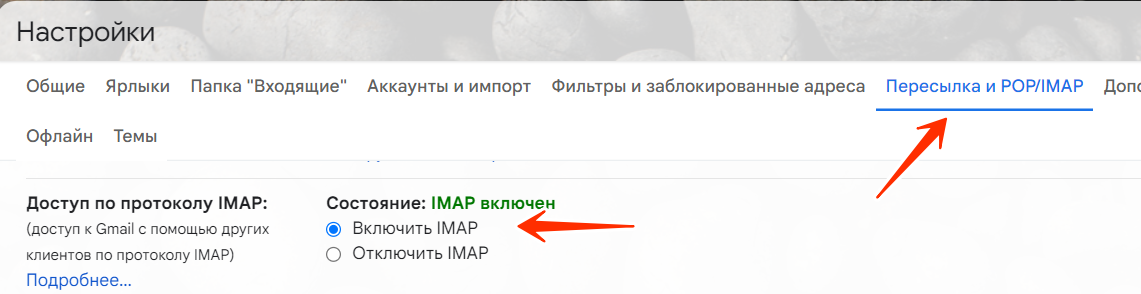 Настройки
Общие Ярлыки Папка "Входящие" Аккаунты и импорт Фильтры и заблокированные адреса Пересылка и POP/IMAP
Офлайн Темы
Доступ по протоколу IMAP: Состояние: IMAP включен
(доступ к Gmail с помощью других Включить IMAP
клиентов по протоколу IMAP) Отключить IMAP
Подробнее...